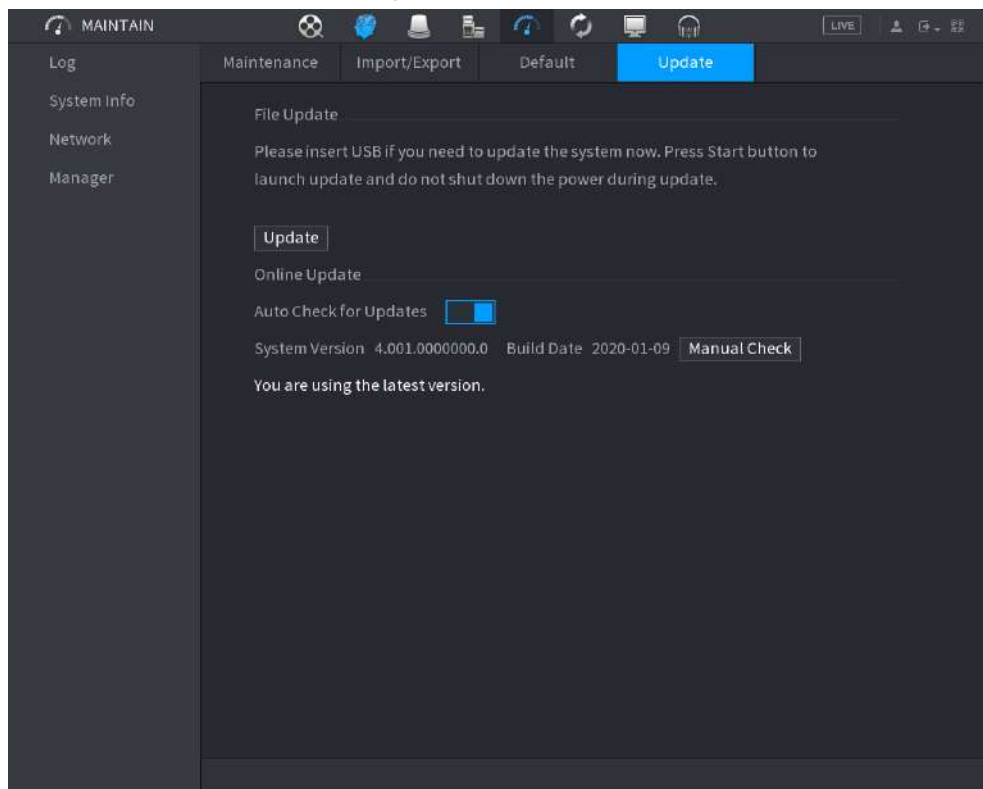 MAINTAIN
LIVE
Log
System Info
Network
Manager
Maintenance Import/Export Default Update
File Update
Please insert USB if you need to update the system now. Press Start button to
launch update and do not shut down the power during update.
Update
Online Update
Auto Check for Updates
System Version 4.001.0000000.0 Build Date 2020-01-09 Manual Check
You are using the latest version.